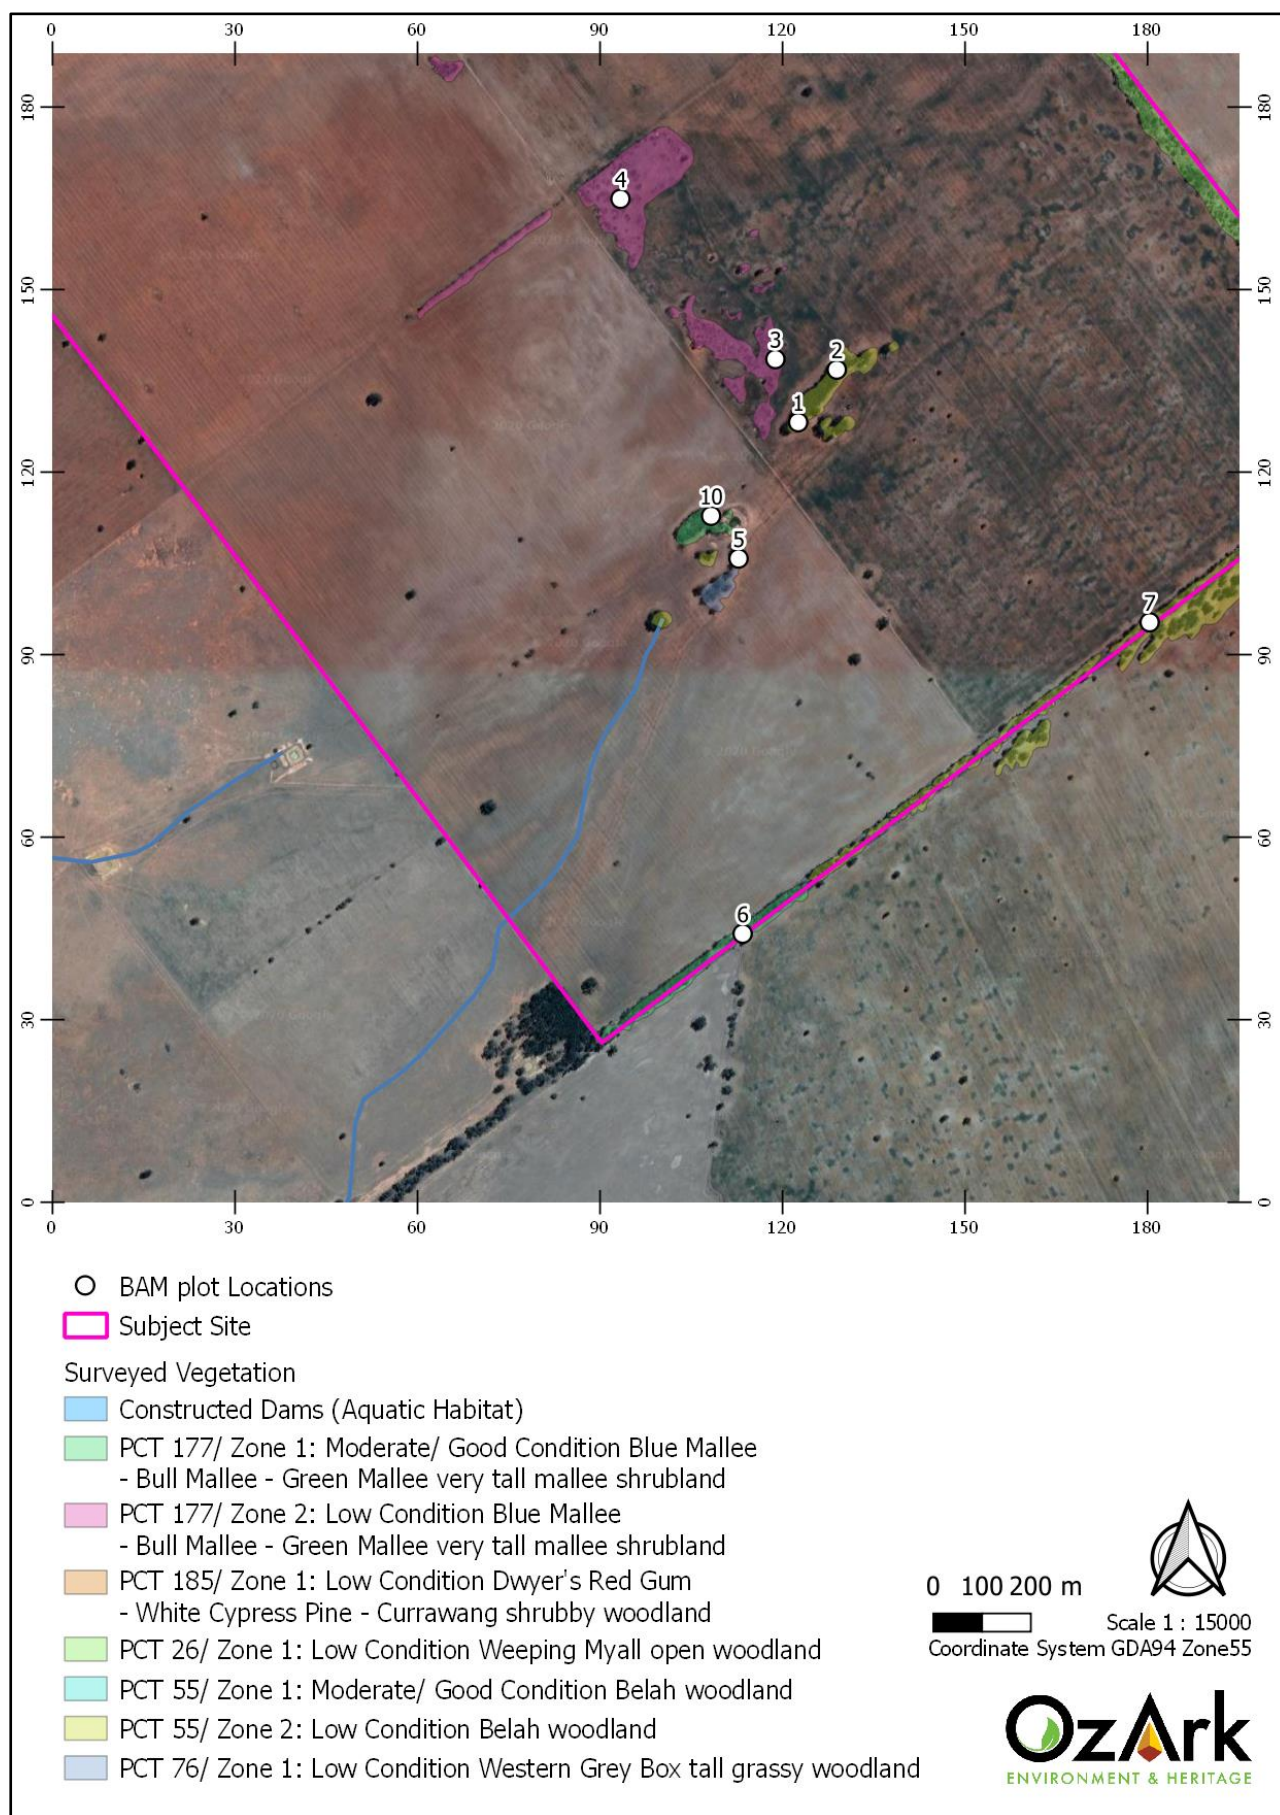 0 30 60 90 120 150 180
180 180
4
150 150
3 2
1
120 120
10
5
7
90 90
60 60
6
30 30
0 0
0 30 60 90 120 150 180
BAM plot Locations
Subject Site
Surveyed Vegetation
Constructed Dams (Aquatic Habitat)
PCT 177/ Zone 1: Moderate/ Good Condition Blue Mallee
- Bull Mallee - Green Mallee very tall mallee shrubland
PCT 177/ Zone 2: Low Condition Blue Mallee
- Bull Mallee - Green Mallee very tall mallee shrubland
PCT 185/ Zone 1: Low Condition Dwyer's Red Gum
- White Cypress Pine - Currawang shrubby woodland
PCT 26/ Zone 1: Low Condition Weeping Myall open woodland
PCT 55/ Zone 1: Moderate/ Good Condition Belah woodland
PCT 55/ Zone 2: Low Condition Belah woodland
PCT 76/ Zone 1: Low Condition Western Grey Box tall grassy woodland
0 100 200 m
Scale 1 : 15000
Coordinate System GDA94 Zone55
OzArk
ENVIRONMENT & HERITAGE